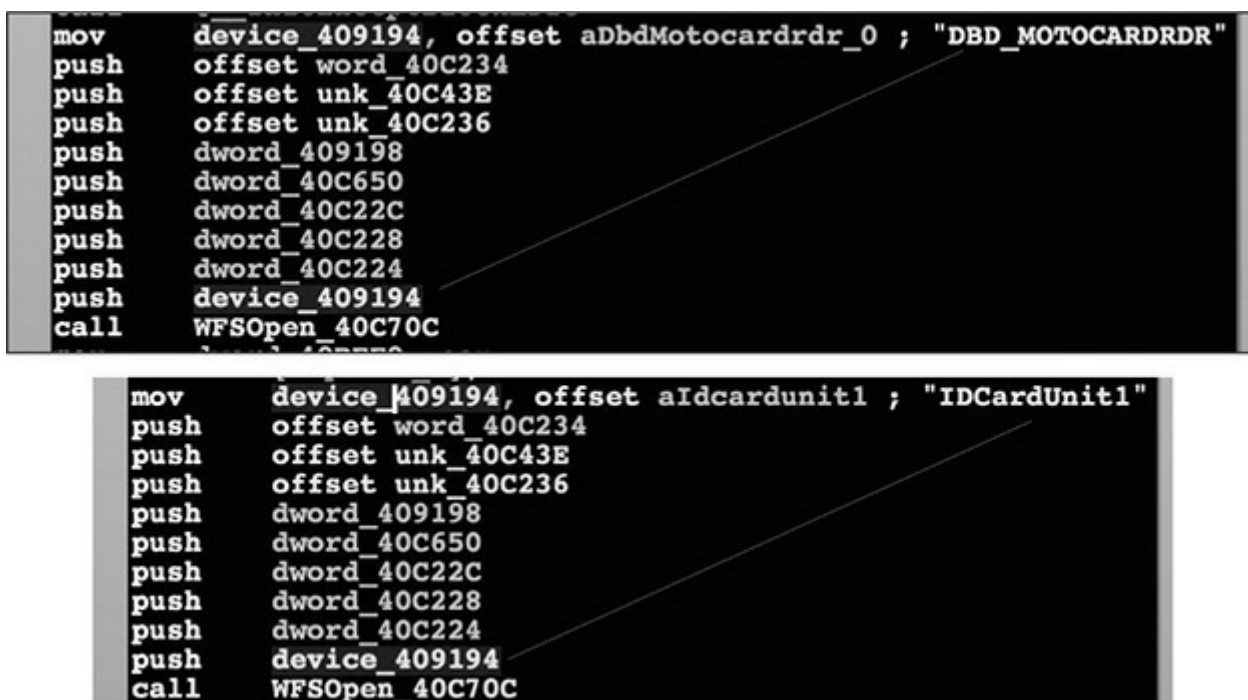 mov device_409194, offset aDbdMotocardrdr_0 ; "DBD_MOTOCARDRDR"
push offset word_40C234
push offset unk_40C43E
push offset unk_40C236
push dword_409198
push dword_40C650
push dword_40C22C
push dword_40C228
push dword_40C224
push device_409194
call WFSOpen_40C70C
mov device_409194, offset aIdcardunit1 ; "IDCardUnit1"
push offset word_40C234
push offset unk_40C43E
push offset unk_40C236
push dword_409198
push dword_40C650
push dword_40C22C
push dword_40C228
push dword_40C224
push device_409194
call WFSOpen_40C70C